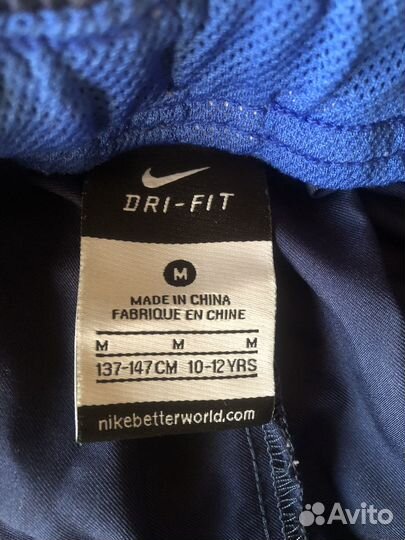 DRI-FIT
M
MADE IN CHINA
FABRIQUE EN CHINE
M M M
137-147CM 10-12YRS
nikebetterworld.com
Avito